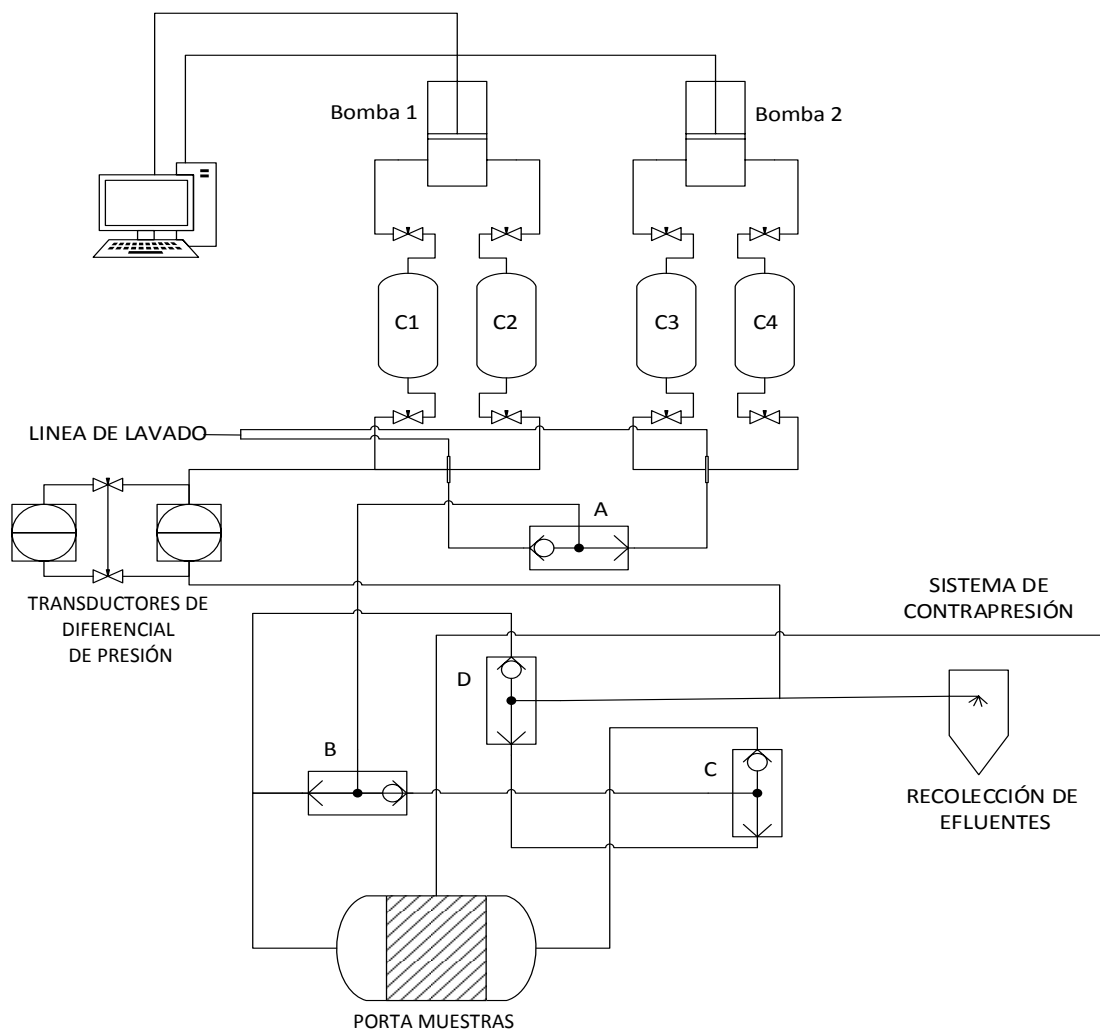 Bomba 1
Bomba 2
C1
C2
C3
C4
LINEA DE LAVADO
A
TRANSDUCTORES DE
DIFERENCIAL
DE PRESIÓN
SISTEMA DE
CONTRAPRESIÓN
D
B
C
RECOLECCIÓN DE
EFLUENTES
PORTA MUESTRAS